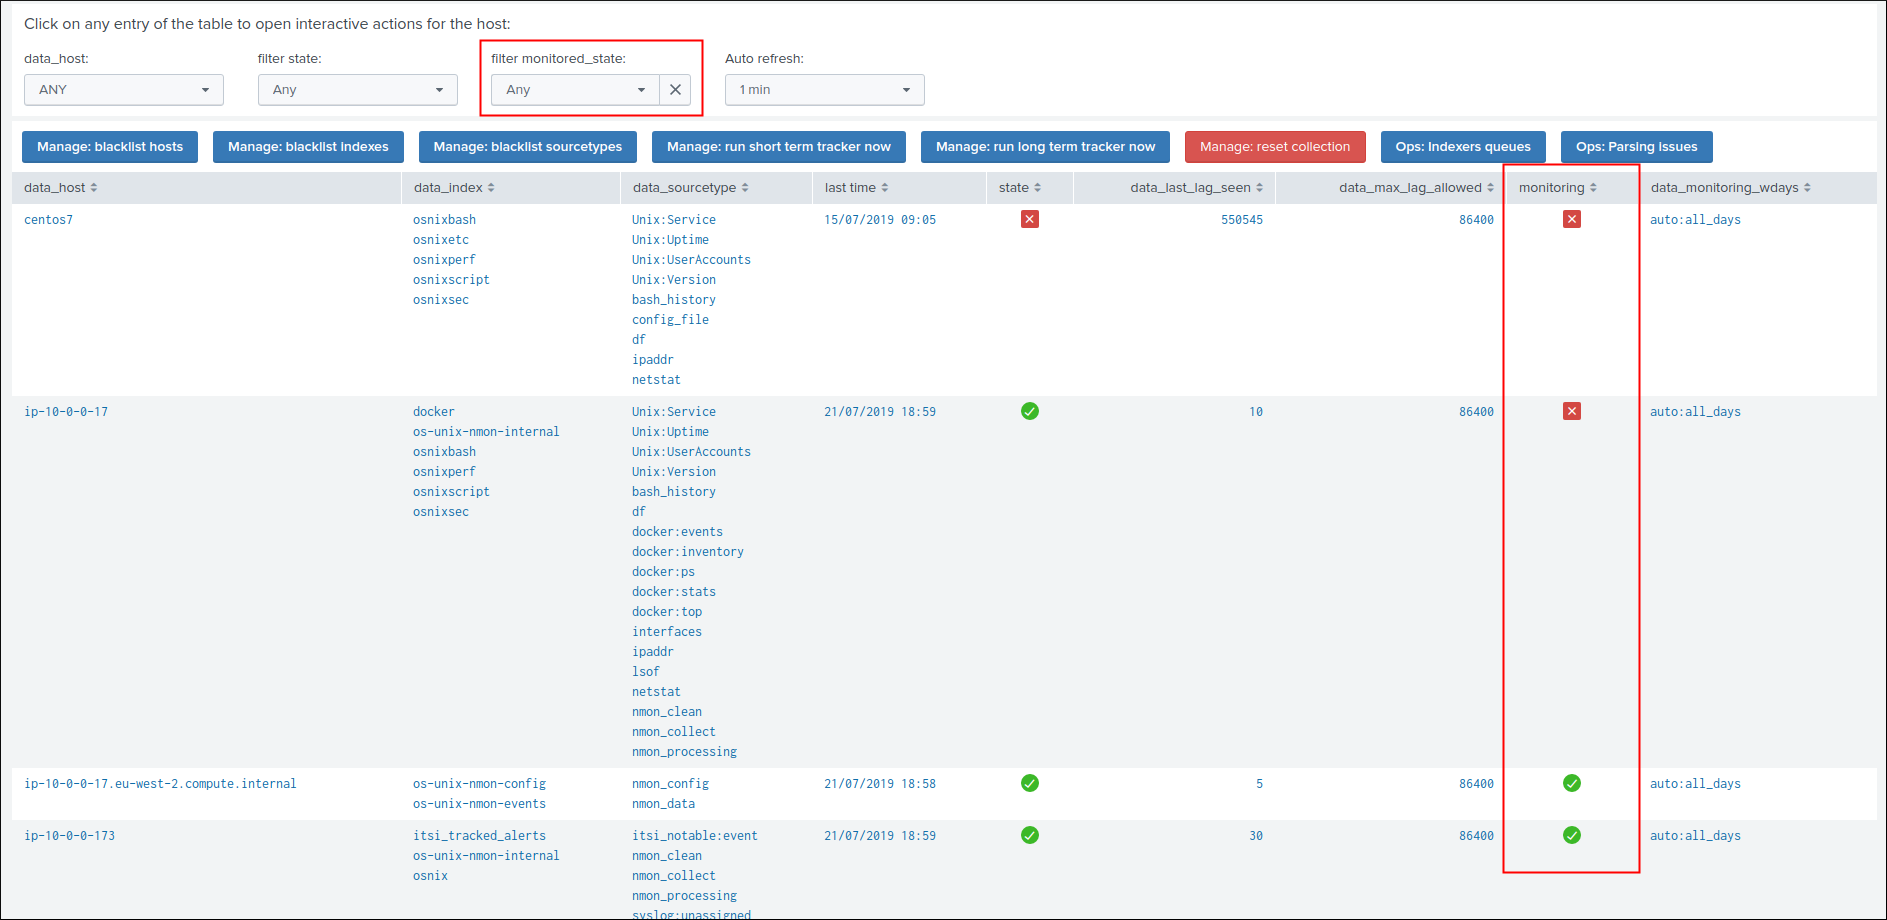 Click on any entry of the table to open interactive actions for the host:
data_host: filter state: filter monitored_state: Auto refresh:
ANY Any Any 1 min
Manage: blacklist hosts Manage: blacklist indexes Manage: blacklist sourcetypes Manage: run short term tracker now Manage: run long term tracker now Manage: reset collection Ops: Indexers queues Ops: Parsing issues
data_host data_index data_sourcetype last time state data_last_lag_seen data_max_lag_allowed monitoring data_monitoring_wdays
centos7 osnixbash Unix:Service 15/07/2019 09:05 550545 86400 auto:all_days
osnixetc Unix:Uptime
osnixperf Unix:UserAccounts
osnixscript Unix:Version
osnixsec bash_history
config_file
df
ipaddr
netstat
ip-10-0-0-17 docker Unix:Service 21/07/2019 18:59 10 86400 auto:all_days
os-unix-nmon-internal Unix:Uptime
osnixbash Unix:UserAccounts
osnixperf Unix:Version
osnixscript bash_history
osnixsec df
docker:events
docker:inventory
docker:ps
docker:stats
docker:top
interfaces
ipaddr
lsof
netstat
nmon_clean
nmon_collect
nmon_processing
ip-10-0-0-17.eu-west-2.compute.internal os-unix-nmon-config nmon_config 21/07/2019 18:58 5 86400 auto:all_days
os-unix-nmon-events nmon_data
ip-10-0-0-173 itsi_tracked_alerts itsi_notable:event 21/07/2019 18:59 30 86400 auto:all_days
os-unix-nmon-internal nmon_clean
osnix nmon_collect
nmon_processing
syslog:unassigned